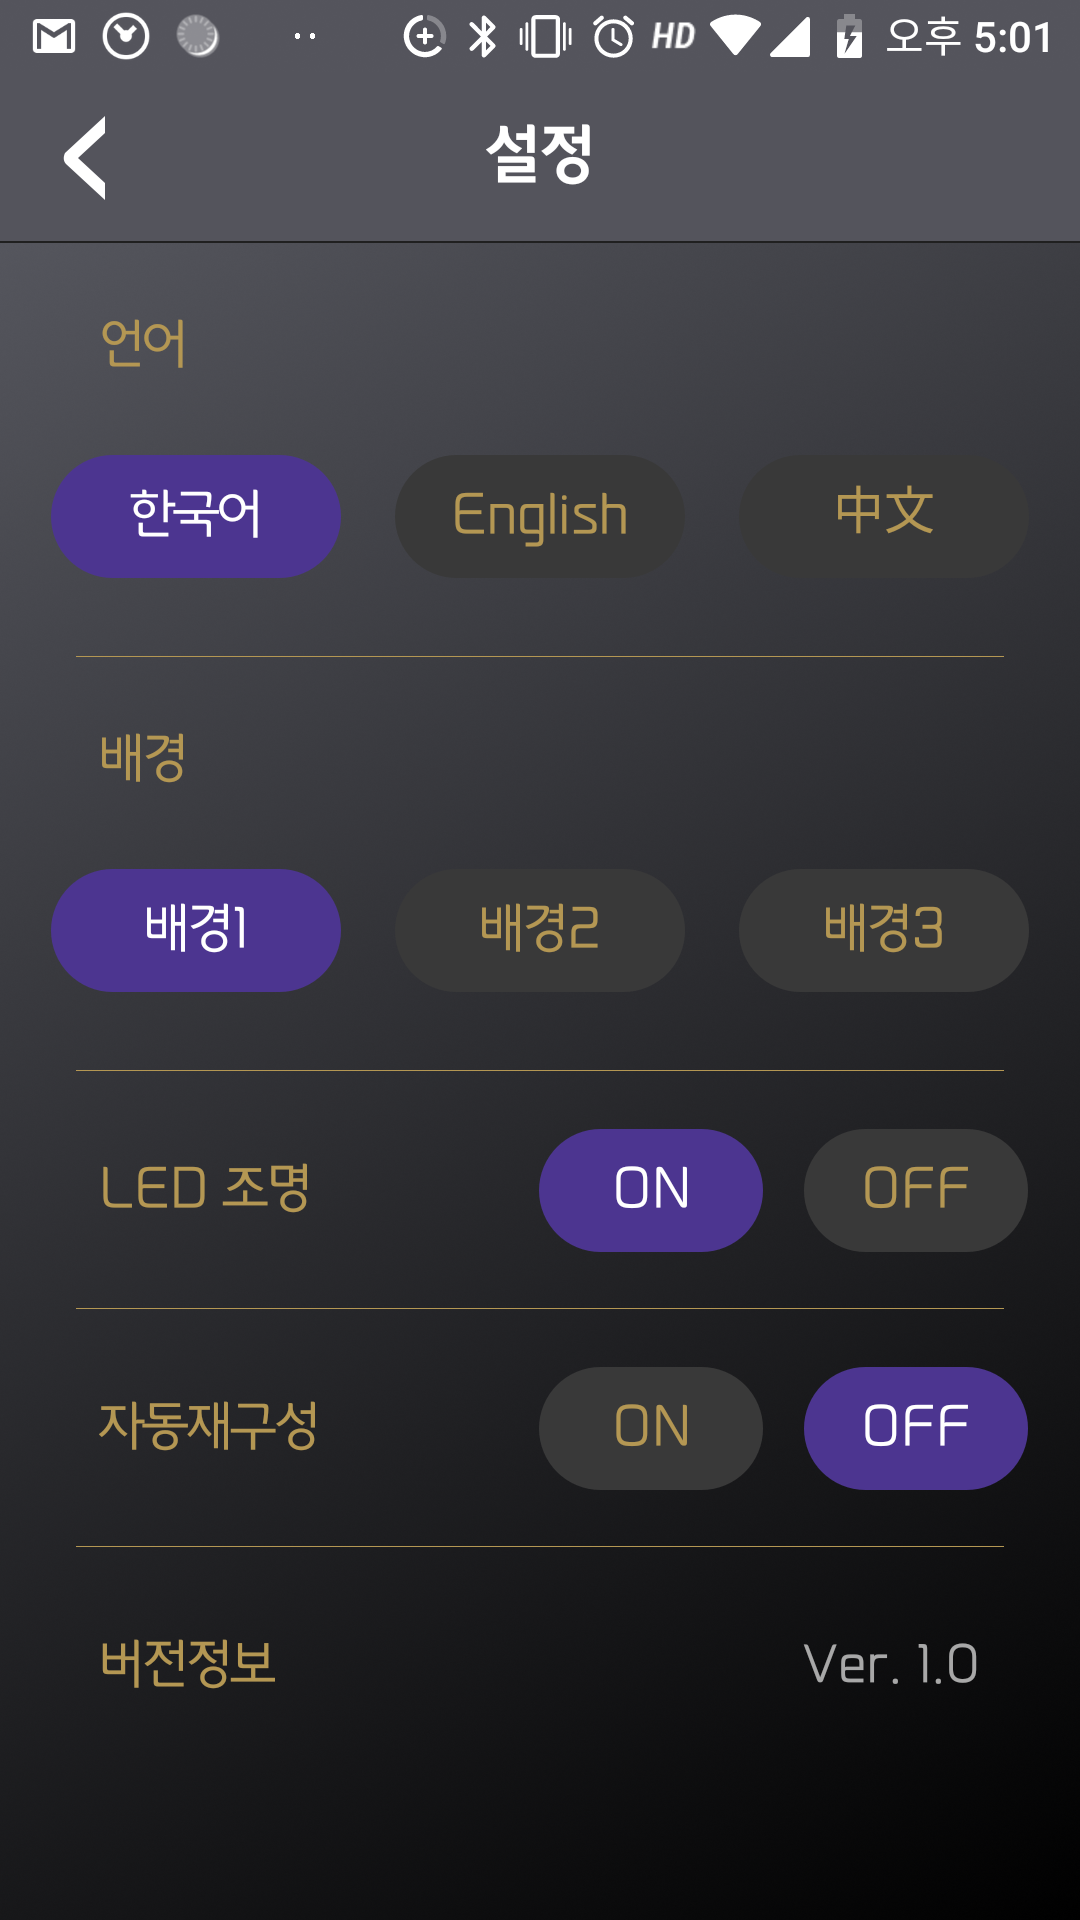 HD 오후 5:01
설정
언어
한국어 English 中文
배경
배경1 배경2 배경3
LED 조명 ON OFF
자동재구성 ON OFF
버전정보 Ver. 1.0